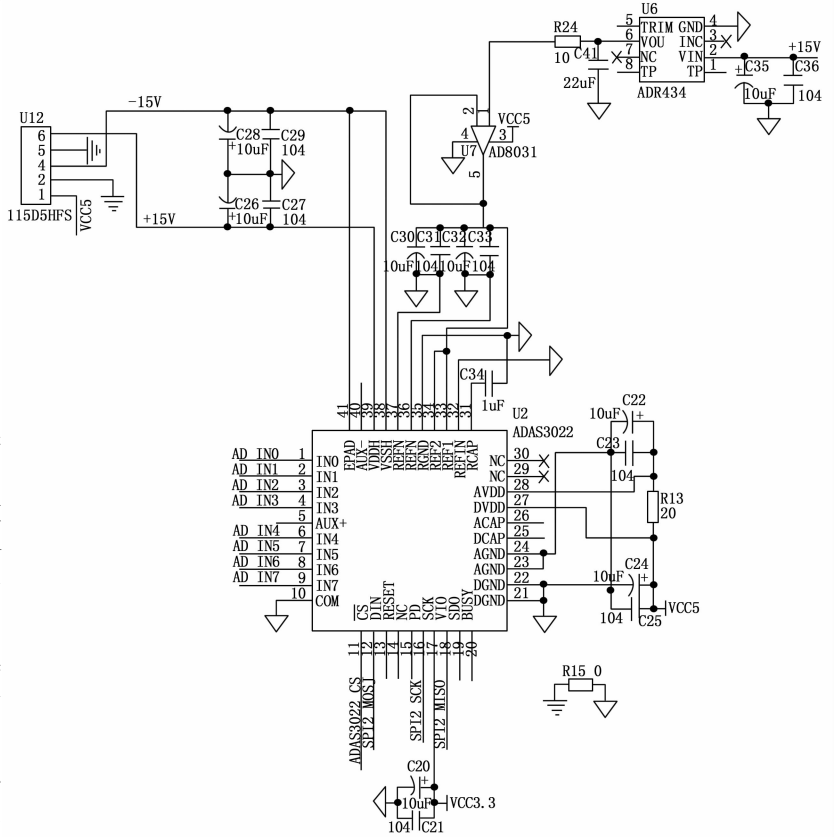 U6
5 TRIM GND 4
6 VOU INC 3
7 NC VIN 2
8 TP TP 1
ADR434
R24
10
C41
22uF
+15V
C35
10uF
C36
104
+
U12
6
5
4
2
1
115D5HFS
VCC5
-15V
+15V
C28
+10uF
C29
104
C26
+10uF
C27
104
2
1
4
3
VCC5
U7
AD8031
5
C30
C31
C32
C33
10uF
104
10uF
104
C34
1uF
41
40
39
38
37
36
35
34
33
32
31
U2
ADAS3022
EPAD
AUX-
VDDH
VSSH
REFN
REFN
RGND
REF2
REF1
REFIN
RCAP
AD IN0 1 IN0
AD IN1 2 IN1
AD IN2 3 IN2
AD IN3 4 IN3
5 AUX+
AD IN4 6 IN4
AD IN5 7 IN5
AD IN6 8 IN6
AD IN7 9 IN7
10 COM
NC 30
NC 29
AVDD 28
DVDD 27
ACAP 26
DCAP 25
AGND 24
AGND 23
DGND 22
DGND 21
CS
DIN
RESET
NC
PD
SCK
VIO
SDO
BUSY
11
12
13
14
15
16
17
18
19
20
ADAS3022 CS
SPI2 MOSI
SPI2 SCK
SPI2 MISO
C22
10uF
+
C23
104
R13
20
C24
10uF
+
104
C25
VCC5
R15 0
C20
+
10uF
VCC3.3
104
C21